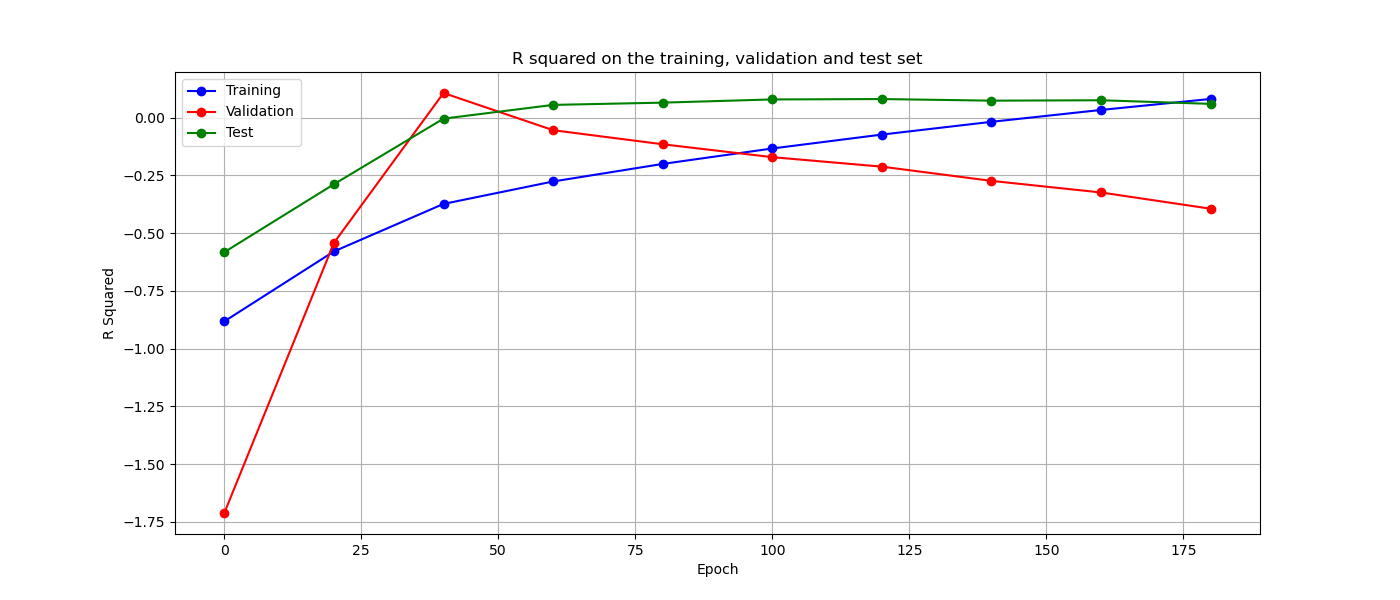 R squared on the training, validation and test set
Training
Validation
Test
0.00
−0.25
−0.50
−0.75
−1.00
−1.25
−1.50
−1.75
R Squared
0 25 50 75 100 125 150 175
Epoch